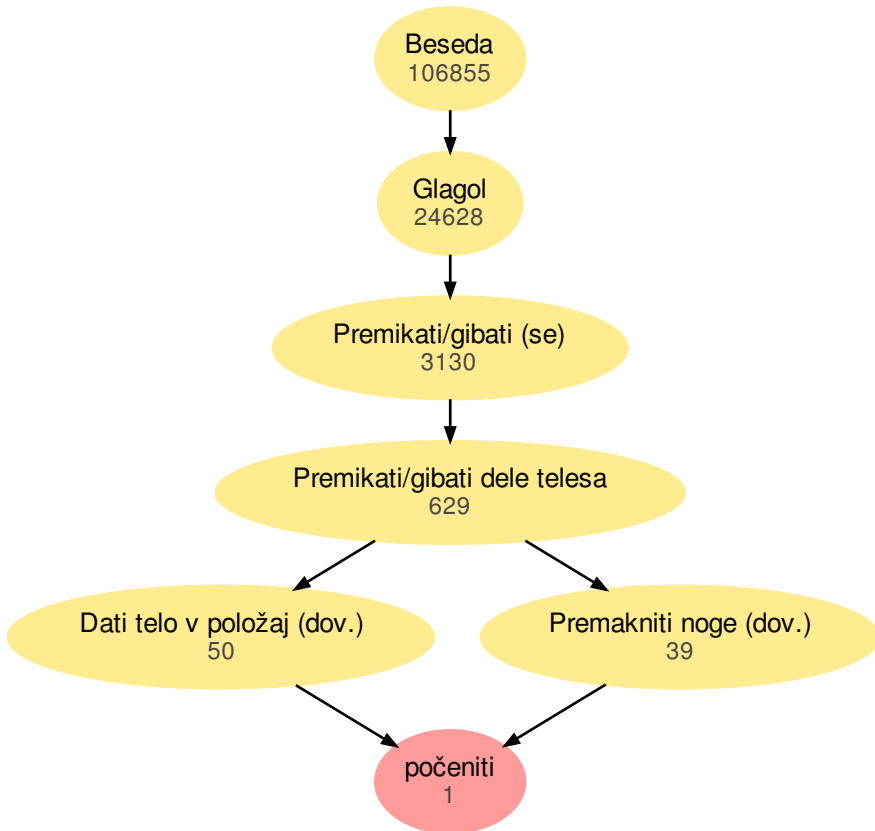 Beseda
106855
Glagol
24628
Premikati/gibati (se)
3130
Premikati/gibati dele telesa
629
Dati telo v položaj (dov.)
50
Premakniti noge (dov.)
39
počeniti
1